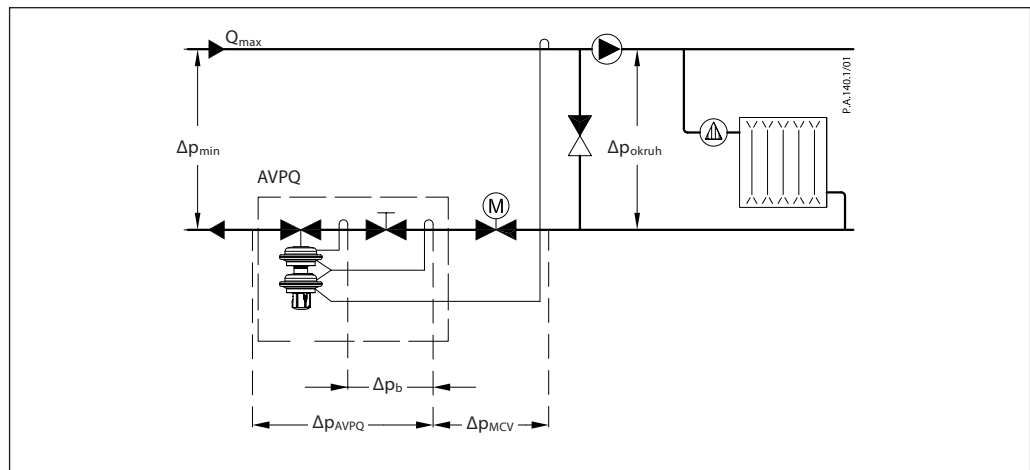 Qmax
P.A.140.1/01
Δpmin
Δpokruh
AVPQ
M
Δpb
ΔpAVPQ
ΔpMCV